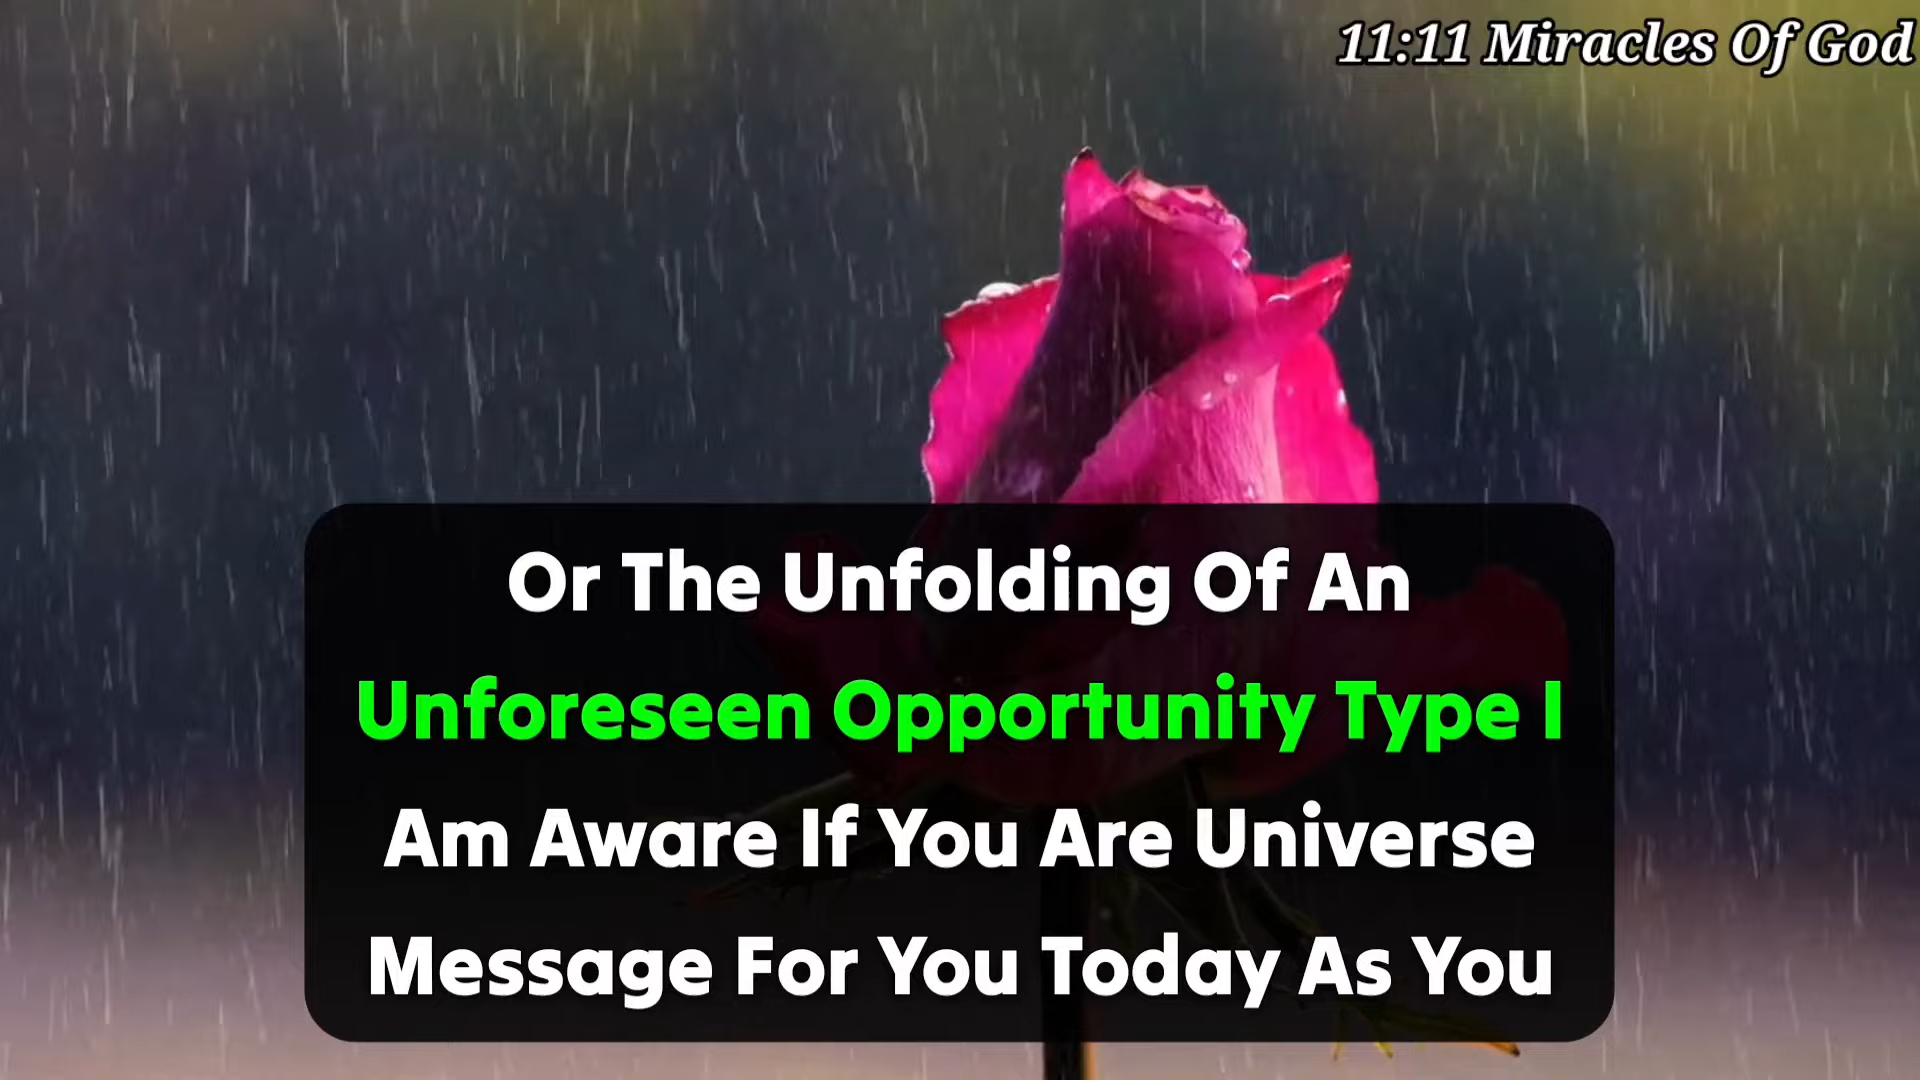 11:11 Miracles Of God
Or The Unfolding Of An
Unforeseen Opportunity Type I
Am Aware If You Are Universe
Message For You Today As You